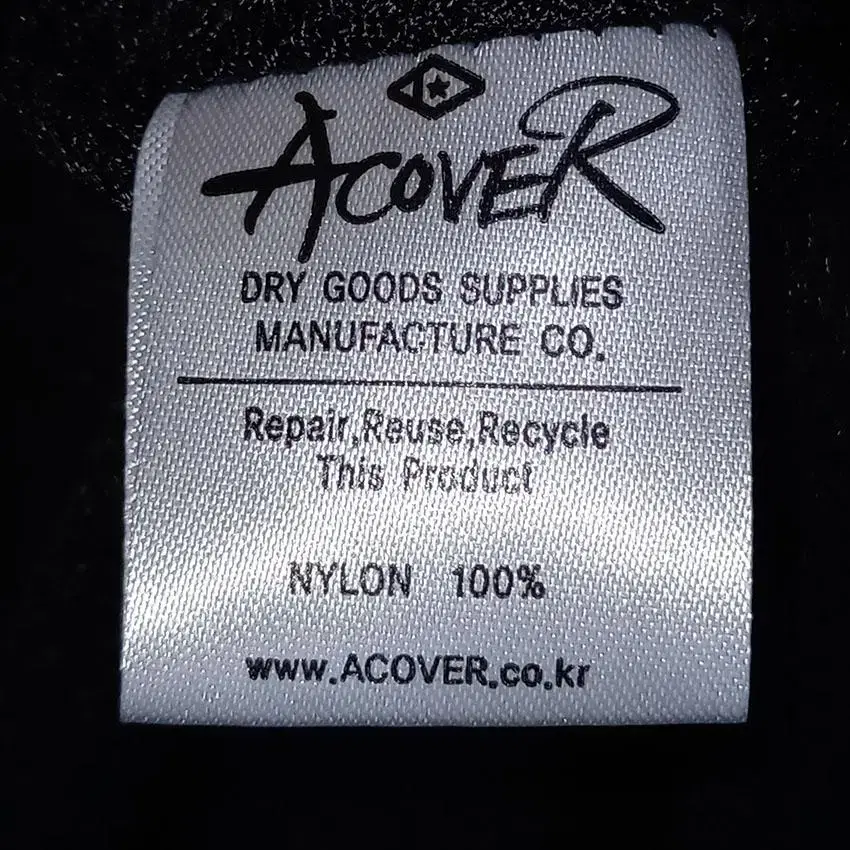 ACOVER
DRY GOODS SUPPLIES
MANUFACTURE CO.
Repair,Reuse,Recycle
This Product
NYLON 100%
www.ACOVER.co.kr